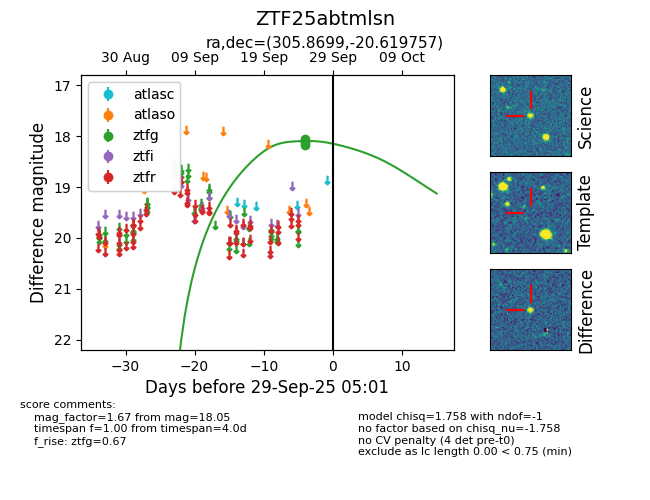 ZTF25abtmlsn
ra,dec=(305.8699,-20.619757)
30 Aug 09 Sep 19 Sep 29 Sep 09 Oct
17
18
19
20
21
22
Difference magnitude
atlasc
atlaso
ztfg
ztfi
ztfr
−30 −20 −10 0 10
Days before 29-Sep-25 05:01
Science
Template
Difference
score comments:
mag_factor=1.67 from mag=18.05
timespan f=1.00 from timespan=4.0d
f_rise: ztfg=0.67
model chisq=1.758 with ndof=-1
no factor based on chisq_nu=-1.758
no CV penalty (4 det pre-t0)
exclude as lc length 0.00 < 0.75 (min)